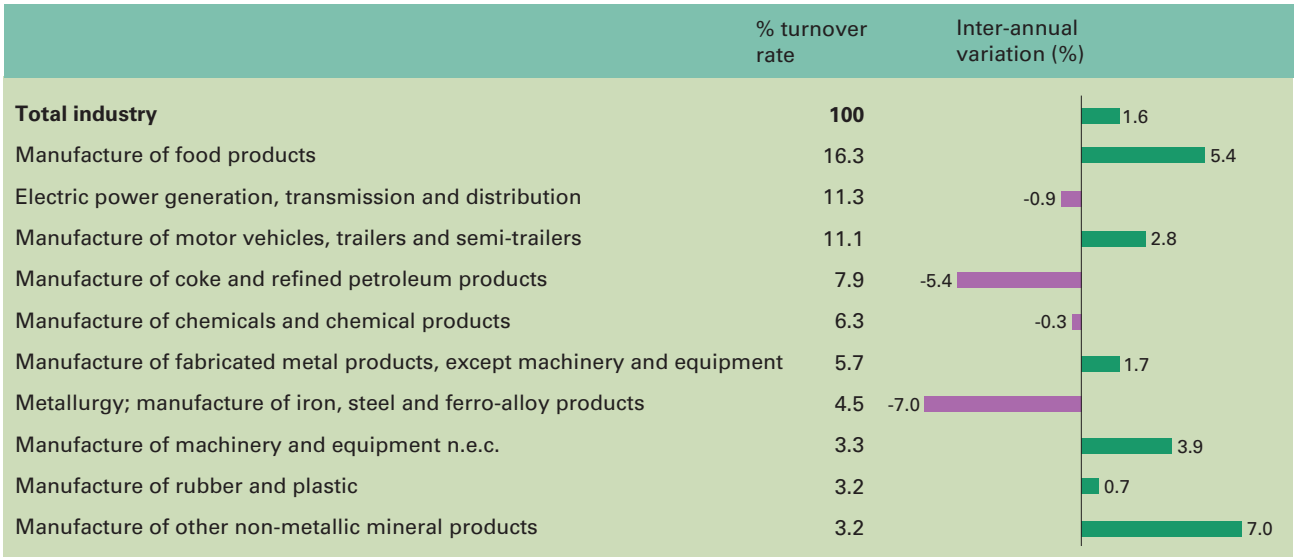 % turnover rate
Inter-annual variation (%)
Total industry 100 1.6
Manufacture of food products 16.3 5.4
Electric power generation, transmission and distribution 11.3 -0.9
Manufacture of motor vehicles, trailers and semi-trailers 11.1 2.8
Manufacture of coke and refined petroleum products 7.9 -5.4
Manufacture of chemicals and chemical products 6.3 -0.3
Manufacture of fabricated metal products, except machinery and equipment 5.7 1.7
Metallurgy; manufacture of iron, steel and ferro-alloy products 4.5 -7.0
Manufacture of machinery and equipment n.e.c. 3.3 3.9
Manufacture of rubber and plastic 3.2 0.7
Manufacture of other non-metallic mineral products 3.2 7.0